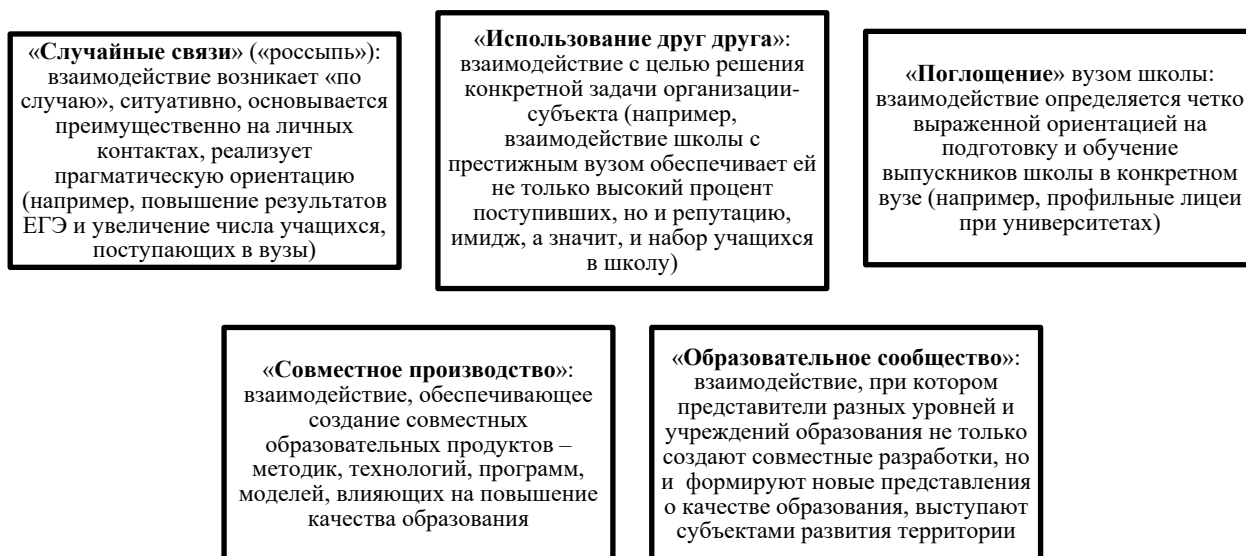 «Случайные связи» («россыпь»):
взаимодействие возникает «по
случаю», ситуативно, основывается
преимущественно на личных
контактах, реализует
прагматическую ориентацию
(например, повышение результатов
ЕГЭ и увеличение числа учащихся,
поступающих в вузы)
«Использование друг друга»:
взаимодействие с целью решения
конкретной задачи организации-
субъекта (например,
взаимодействие школы с
престижным вузом обеспечивает ей
не только высокий процент
поступивших, но и репутацию,
имидж, а значит, и набор учащихся
в школу)
«Поглощение» вузом школы:
взаимодействие определяется четко
выраженной ориентацией на
подготовку и обучение
выпускников школы в конкретном
вузе (например, профильные лицеи
при университетах)
«Совместное производство»:
взаимодействие, обеспечивающее
создание совместных
образовательных продуктов –
методик, технологий, программ,
моделей, влияющих на повышение
качества образования
«Образовательное сообщество»:
взаимодействие, при котором
представители разных уровней и
учреждений образования не только
создают совместные разработки, но
и формируют новые представления
о качестве образования, выступают
субъектами развития территории